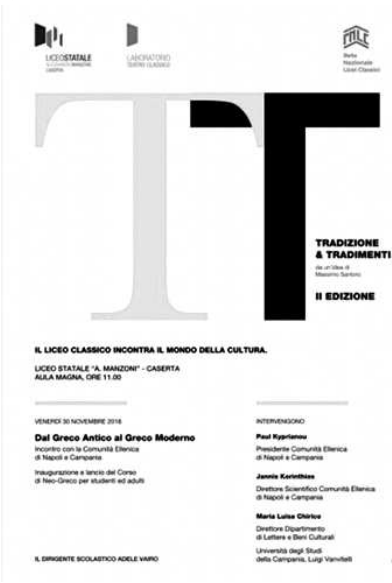 LICEOSTATALE
ALESSANDRO MANZONI
CASERTA
LABORATORIO
TEATRO CLASSICO
Rete
Nazionale
Licei Classici
TT
TRADIZIONE
& TRADIMENTI
da un'idea di
Massimo Santoro
II EDIZIONE
IL LICEO CLASSICO INCONTRA IL MONDO DELLA CULTURA.
LICEO STATALE "A. MANZONI" - CASERTA
AULA MAGNA, ORE 11.00
VENERDÌ 30 NOVEMBRE 2018
Dal Greco Antico al Greco Moderno
Incontro con la Comunità Ellenica
di Napoli e Campania
Inaugurazione e lancio del Corso
di Neo-Greco per studenti ed adulti
IL DIRIGENTE SCOLASTICO ADELE VAIRO
INTERVENGONO
Paul Kyprianou
Presidente Comunità Ellenica
di Napoli e Campania
Jannis Korinthios
Direttore Scientifico Comunità Ellenica
di Napoli e Campania
Maria Luisa Chirico
Direttore Dipartimento
di Lettere e Beni Culturali
Università degli Studi
della Campania, Luigi Vanvitelli